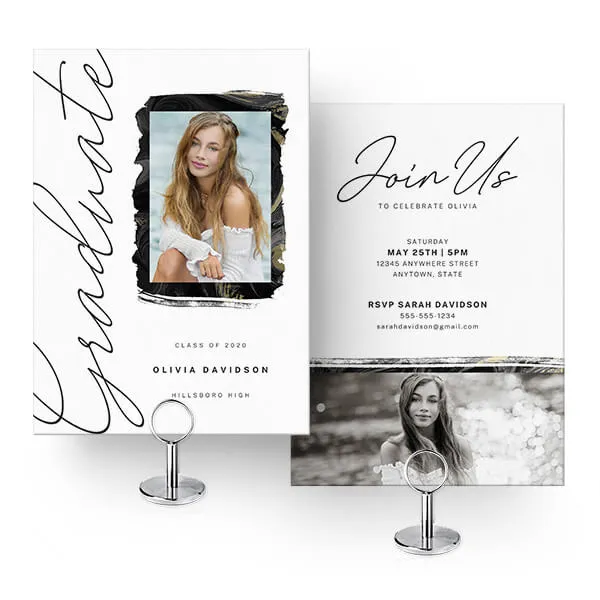 Graduate
CLASS OF 2020
OLIVIA DAVIDSON
HILLSBORO HIGH
Join Us
TO CELEBRATE OLIVIA
SATURDAY
MAY 25TH | 5PM
12345 ANYWHERE STREET
ANYTOWN, STATE
RSVP SARAH DAVIDSON
555-555-1234
sarahdavidson@gmail.com